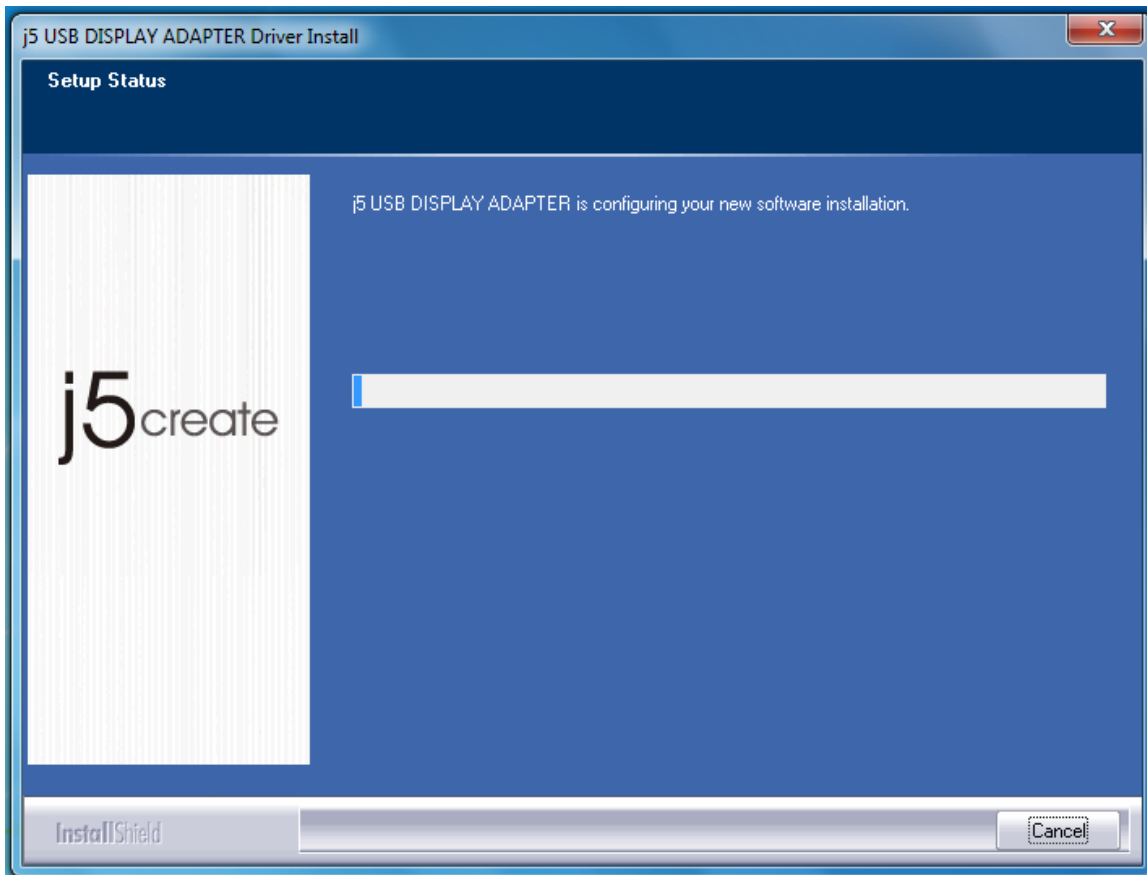 j5 USB DISPLAY ADAPTER Driver Install
Setup Status
j5 USB DISPLAY ADAPTER is configuring your new software installation.
j5create
InstallShield
Cancel